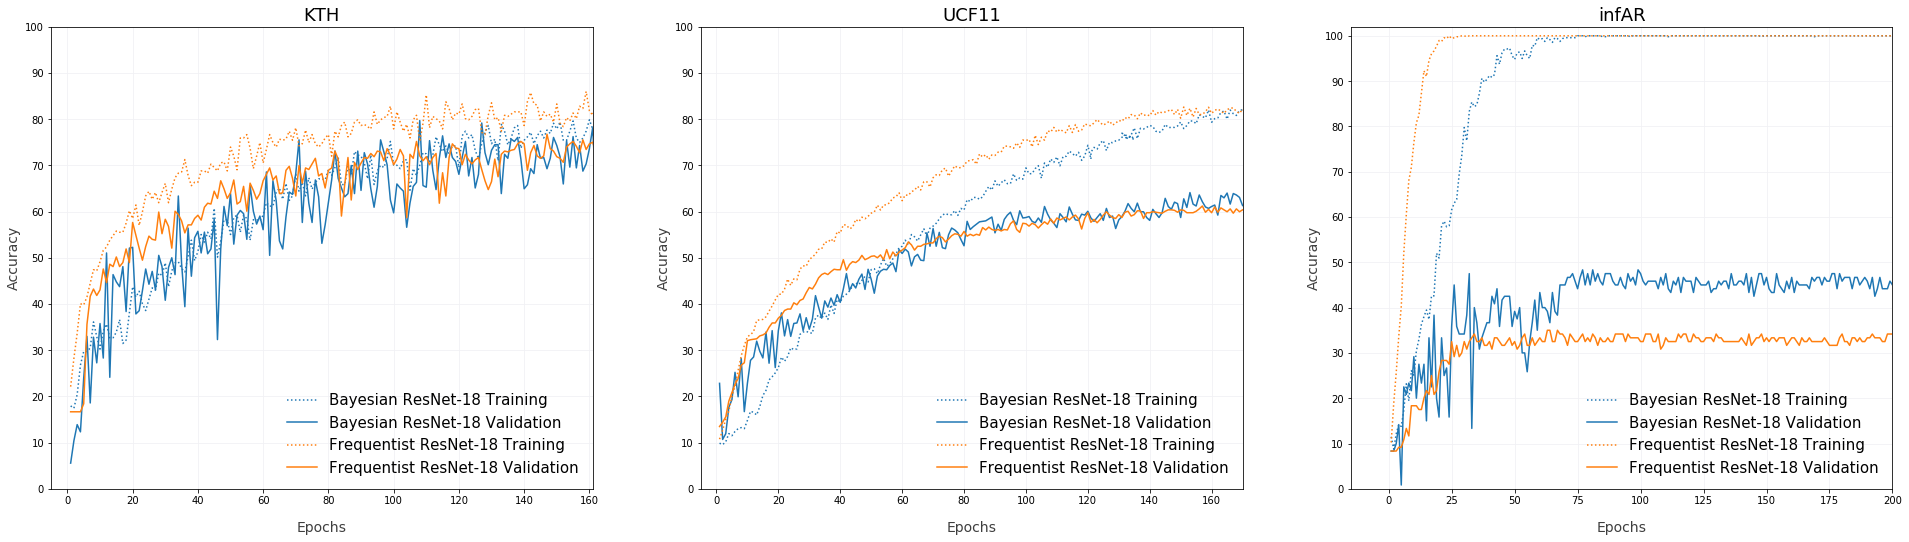 KTH
100
90
80
70
60
50
40
30
20
10
0
Accuracy
0 20 40 60 80 100 120 140 160
Epochs
Bayesian ResNet-18 Training
Bayesian ResNet-18 Validation
Frequentist ResNet-18 Training
Frequentist ResNet-18 Validation
UCF11
100
90
80
70
60
50
40
30
20
10
0
Accuracy
0 20 40 60 80 100 120 140 160
Epochs
Bayesian ResNet-18 Training
Bayesian ResNet-18 Validation
Frequentist ResNet-18 Training
Frequentist ResNet-18 Validation
infAR
100
90
80
70
60
50
40
30
20
10
0
Accuracy
0 25 50 75 100 125 150 175 200
Epochs
Bayesian ResNet-18 Training
Bayesian ResNet-18 Validation
Frequentist ResNet-18 Training
Frequentist ResNet-18 Validation